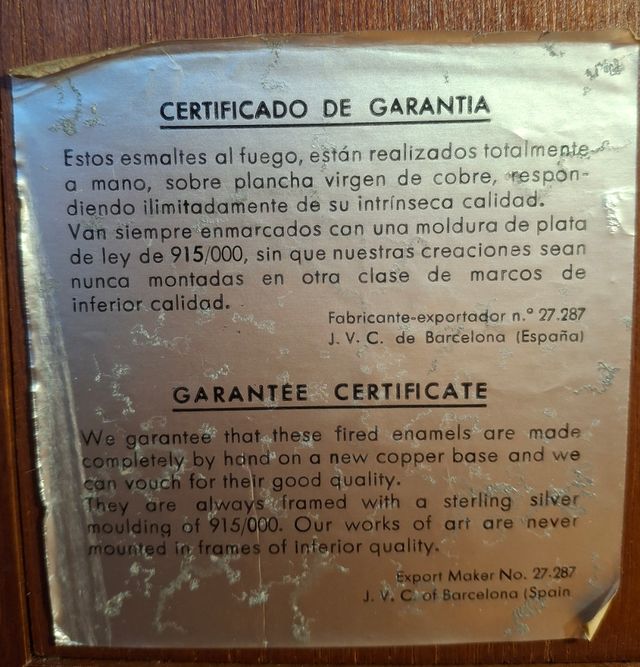 CERTIFICADO DE GARANTIA
Estos esmaltes al fuego, están realizados totalmente
a mano, sobre plancha virgen de cobre, respon-
diendo ilimitadamente de su intrínseca calidad.
Van siempre enmarcados con una moldura de plata
de ley de 915/000, sin que nuestras creaciones sean
nunca montadas en otra clase de marcos de
inferior calidad.
Fabricante-exportador n.º 27.287
J. V. C. de Barcelona (España)
GARANTEE CERTIFICATE
We garantee that these fired enamels are made
completely by hand on a new copper base and we
can vouch for their good quality.
They are always framed with a sterling silver
moulding of 915/000. Our works of art are never
mounted in frames of inferior quality.
Export Maker No. 27.287
J. V. C. of Barcelona (Spain